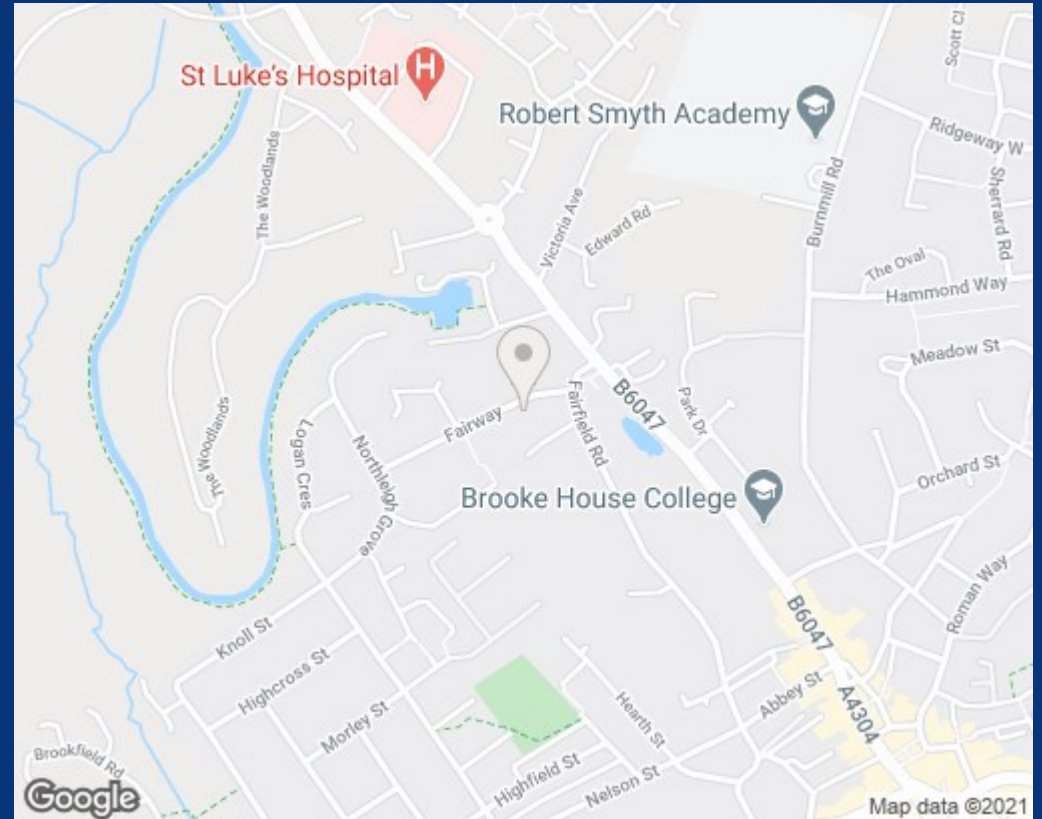 St Luke's Hospital
H
Robert Smyth Academy
Scott Cl
Ridgeway W
Sherrard Rd
The Woodlands
Victoria Ave
Edward Rd
Burnmill Rd
The Oval
Hammond Way
Meadow St
B6047
Park Dr
Fairfield Rd
Fairway
Logan Cres
Northleigh Grove
The Woodlands
Orchard St
Brooke House College
Roman Way
Knoll St
B6047
Highcross St
Abbey St
A4304
Morley St
Hearth St
Brookfield Rd
Highfield St
Nelson St
Google
Map data ©2021